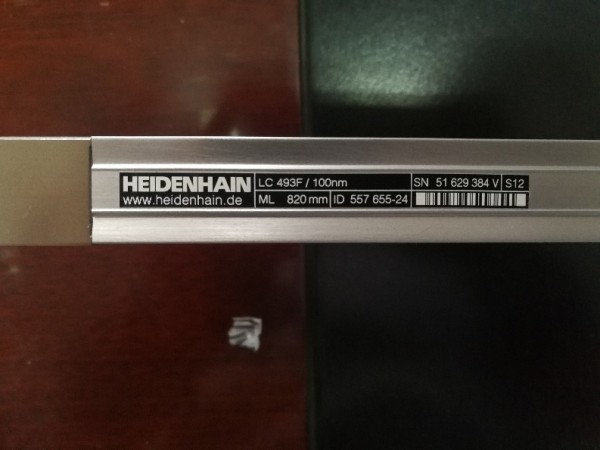 HEIDENHAIN LC 493F / 100nm SN 51 629 384 V S12
www.heidenhain.de ML 820 mm ID 557 655-24